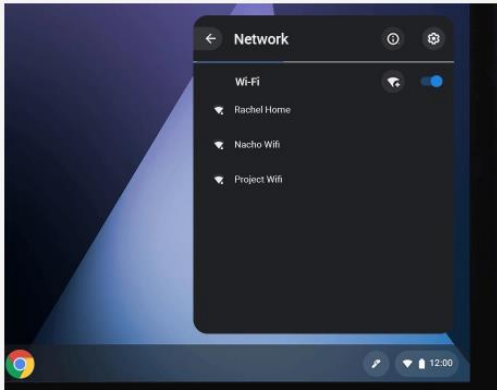 Network
Wi-Fi
Rachel Home
Nacho Wifi
Project Wifi
12:00